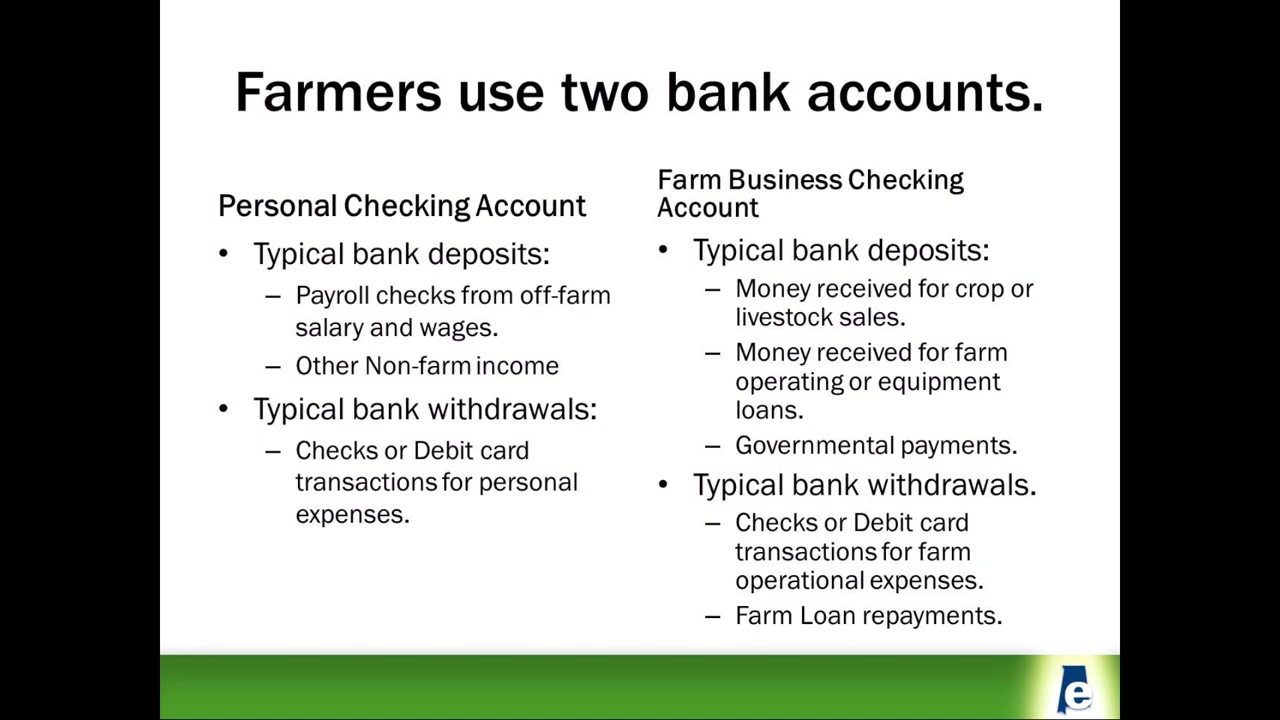 Farmers use two bank accounts.
Personal Checking Account
• Typical bank deposits:
– Payroll checks from off-farm
salary and wages.
– Other Non-farm income
• Typical bank withdrawals:
– Checks or Debit card
transactions for personal
expenses.
Farm Business Checking
Account
• Typical bank deposits:
– Money received for crop or
livestock sales.
– Money received for farm
operating or equipment
loans.
– Governmental payments.
• Typical bank withdrawals.
– Checks or Debit card
transactions for farm
operational expenses.
– Farm Loan repayments.
e